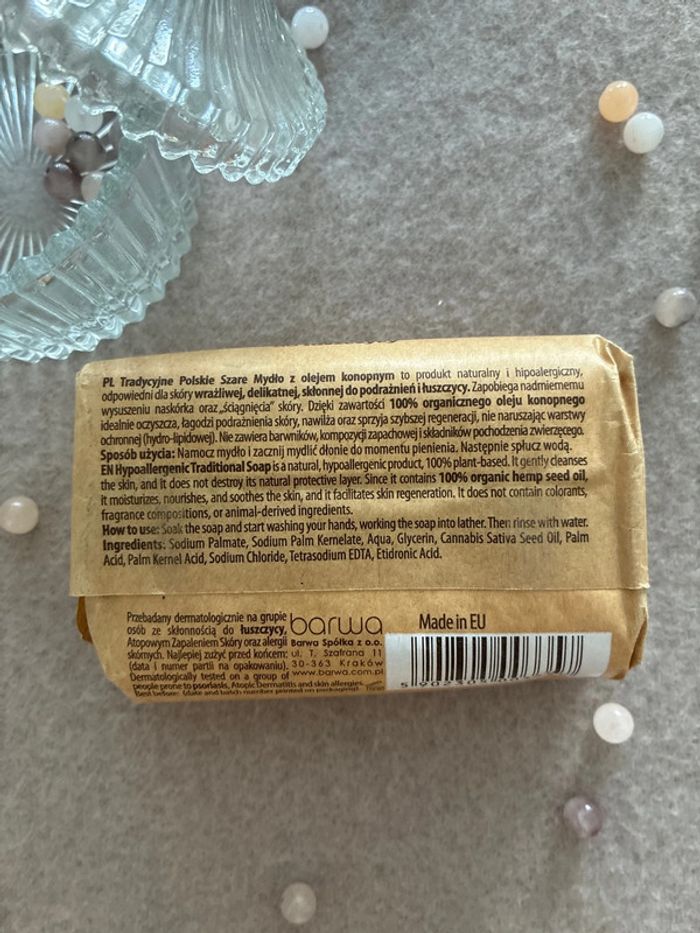 PL Tradycyjne Polskie Szare Mydło z olejem konopnym to produkt naturalny i hipoalergiczny,
odpowiedni dla skóry wrażliwej, delikatnej, skłonnej do podrażnień i łuszczycy. Zapobiega nadmiernemu
wysuszeniu naskórka oraz „ściągnięcia" skóry. Dzięki zawartości 100% organicznego oleju konopnego
idealnie oczyszcza, łagodzi podrażnienia skóry, nawilża oraz sprzyja szybszej regeneracji, nie naruszając warstwy
ochronnej (hydro-lipidowej). Nie zawiera barwników, kompozycji zapachowej i składników pochodzenia zwierzęcego.
Sposób użycia: Namocz mydło i zacznij mydlić dłonie do momentu pienienia. Następnie spłucz wodą.
EN Hypoallergenic Traditional Soap is a natural, hypoallergenic product, 100% plant-based. It gently cleanses
the skin, and it does not destroy its natural protective layer. Since it contains 100% organic hemp seed oil,
it moisturizes, nourishes, and soothes the skin, and it facilitates skin regeneration. It does not contain colorants,
fragrance compositions, or animal-derived ingredients.
How to use: Soak the soap and start washing your hands, working the soap into lather. Then rinse with water.
Ingredients: Sodium Palmate, Sodium Palm Kernelate, Aqua, Glycerin, Cannabis Sativa Seed Oil, Palm
Acid, Palm Kernel Acid, Sodium Chloride, Tetrasodium EDTA, Etidronic Acid.
Przebadany dermatologicznie na grupie
osób ze skłonnością do łuszczycy,
Atopowym Zapaleniem Skóry oraz alergii
skórnych. Najlepiej zużyć przed końcem:
(data i numer partii na opakowaniu).
Dermatologically tested on a group of
people prone to psoriasis, Atopic Dermatitis and skin allergies.
Best before: (date and batch number printed on packaging).
barwa
Barwa Spółka z o.o.
ul. T. Szafrana 11
30-363 Kraków
www.barwa.com.pl
Made in EU